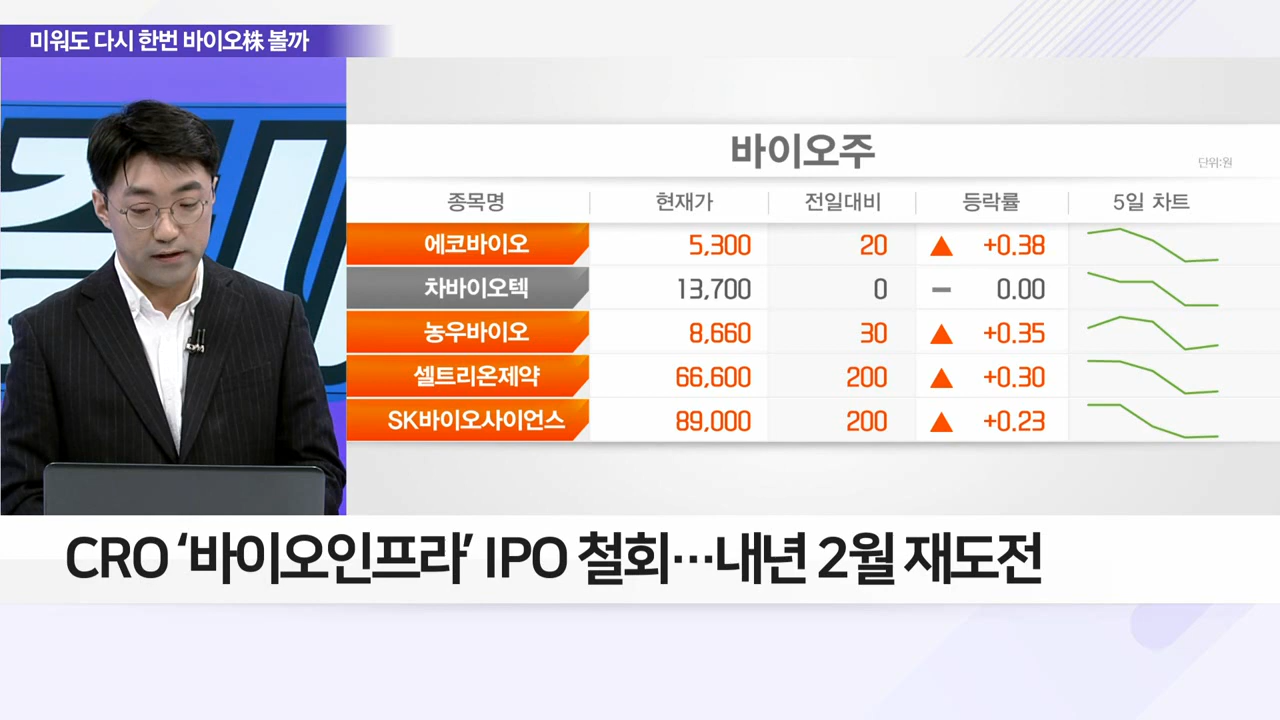 미워도 다시 한번 바이오株 볼까
바이오주
단위:원
종목명 현재가 전일대비 등락률 5일 차트
에코바이오 5,300 20 ▲ +0.38
차바이오텍 13,700 0 - 0.00
농우바이오 8,660 30 ▲ +0.35
셀트리온제약 66,600 200 ▲ +0.30
SK바이오사이언스 89,000 200 ▲ +0.23
CRO ‘바이오인프라’ IPO 철회…내년 2월 재도전